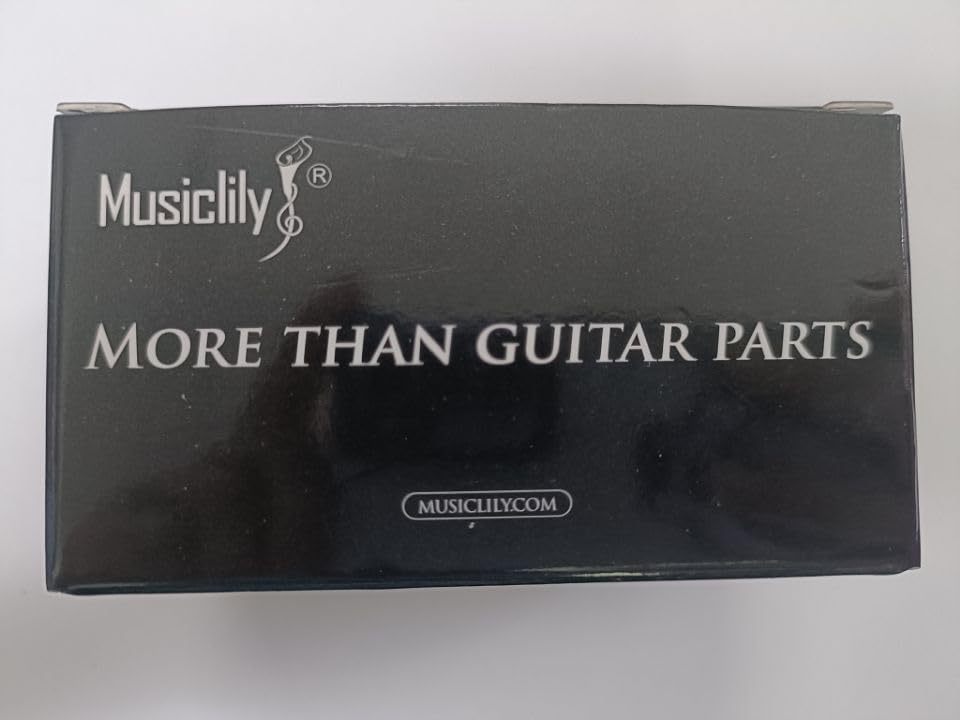 Musiclily®
MORE THAN GUITAR PARTS
MUSICLILY.COM